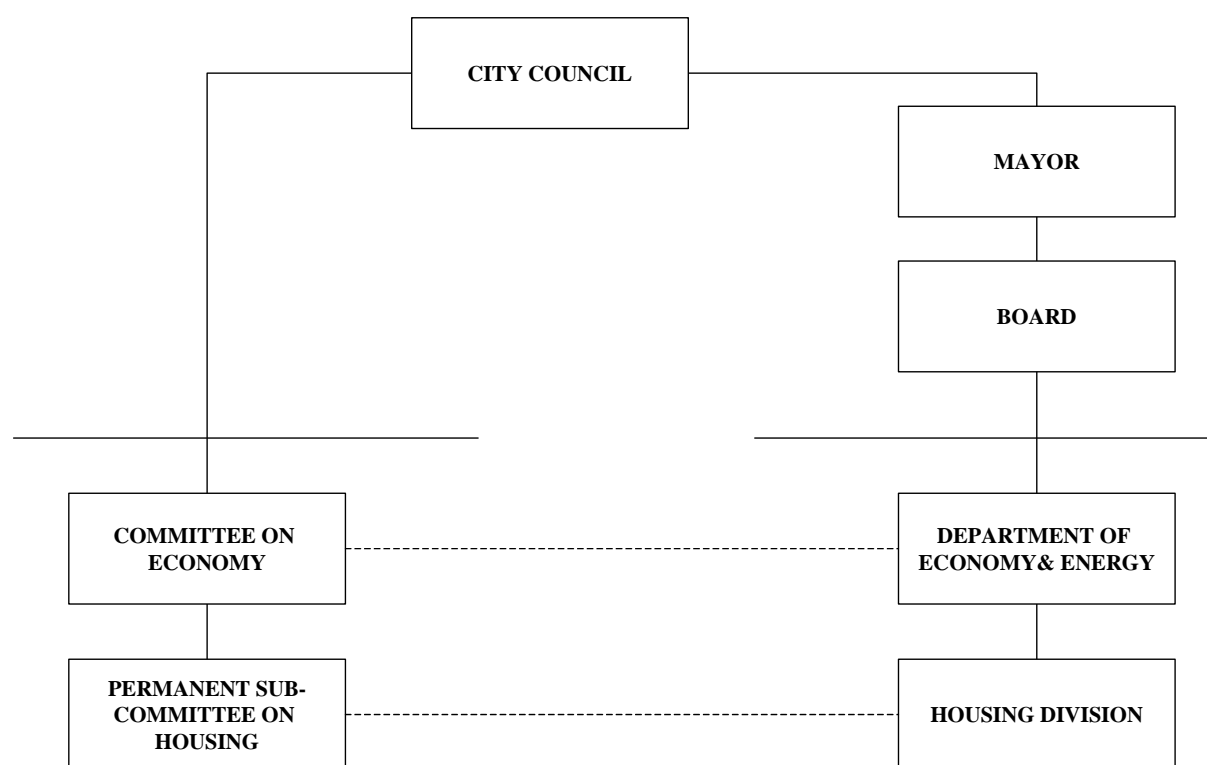 CITY COUNCIL
MAYOR
BOARD
COMMITTEE ON
ECONOMY
DEPARTMENT OF
ECONOMY& ENERGY
PERMANENT SUB-
COMMITTEE ON
HOUSING
HOUSING DIVISION